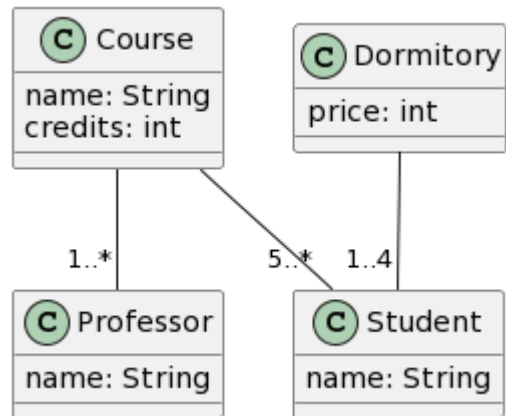 C Course
name: String
credits: int
C Dormitory
price: int
1..*
5..*
1..4
C Professor
name: String
C Student
name: String